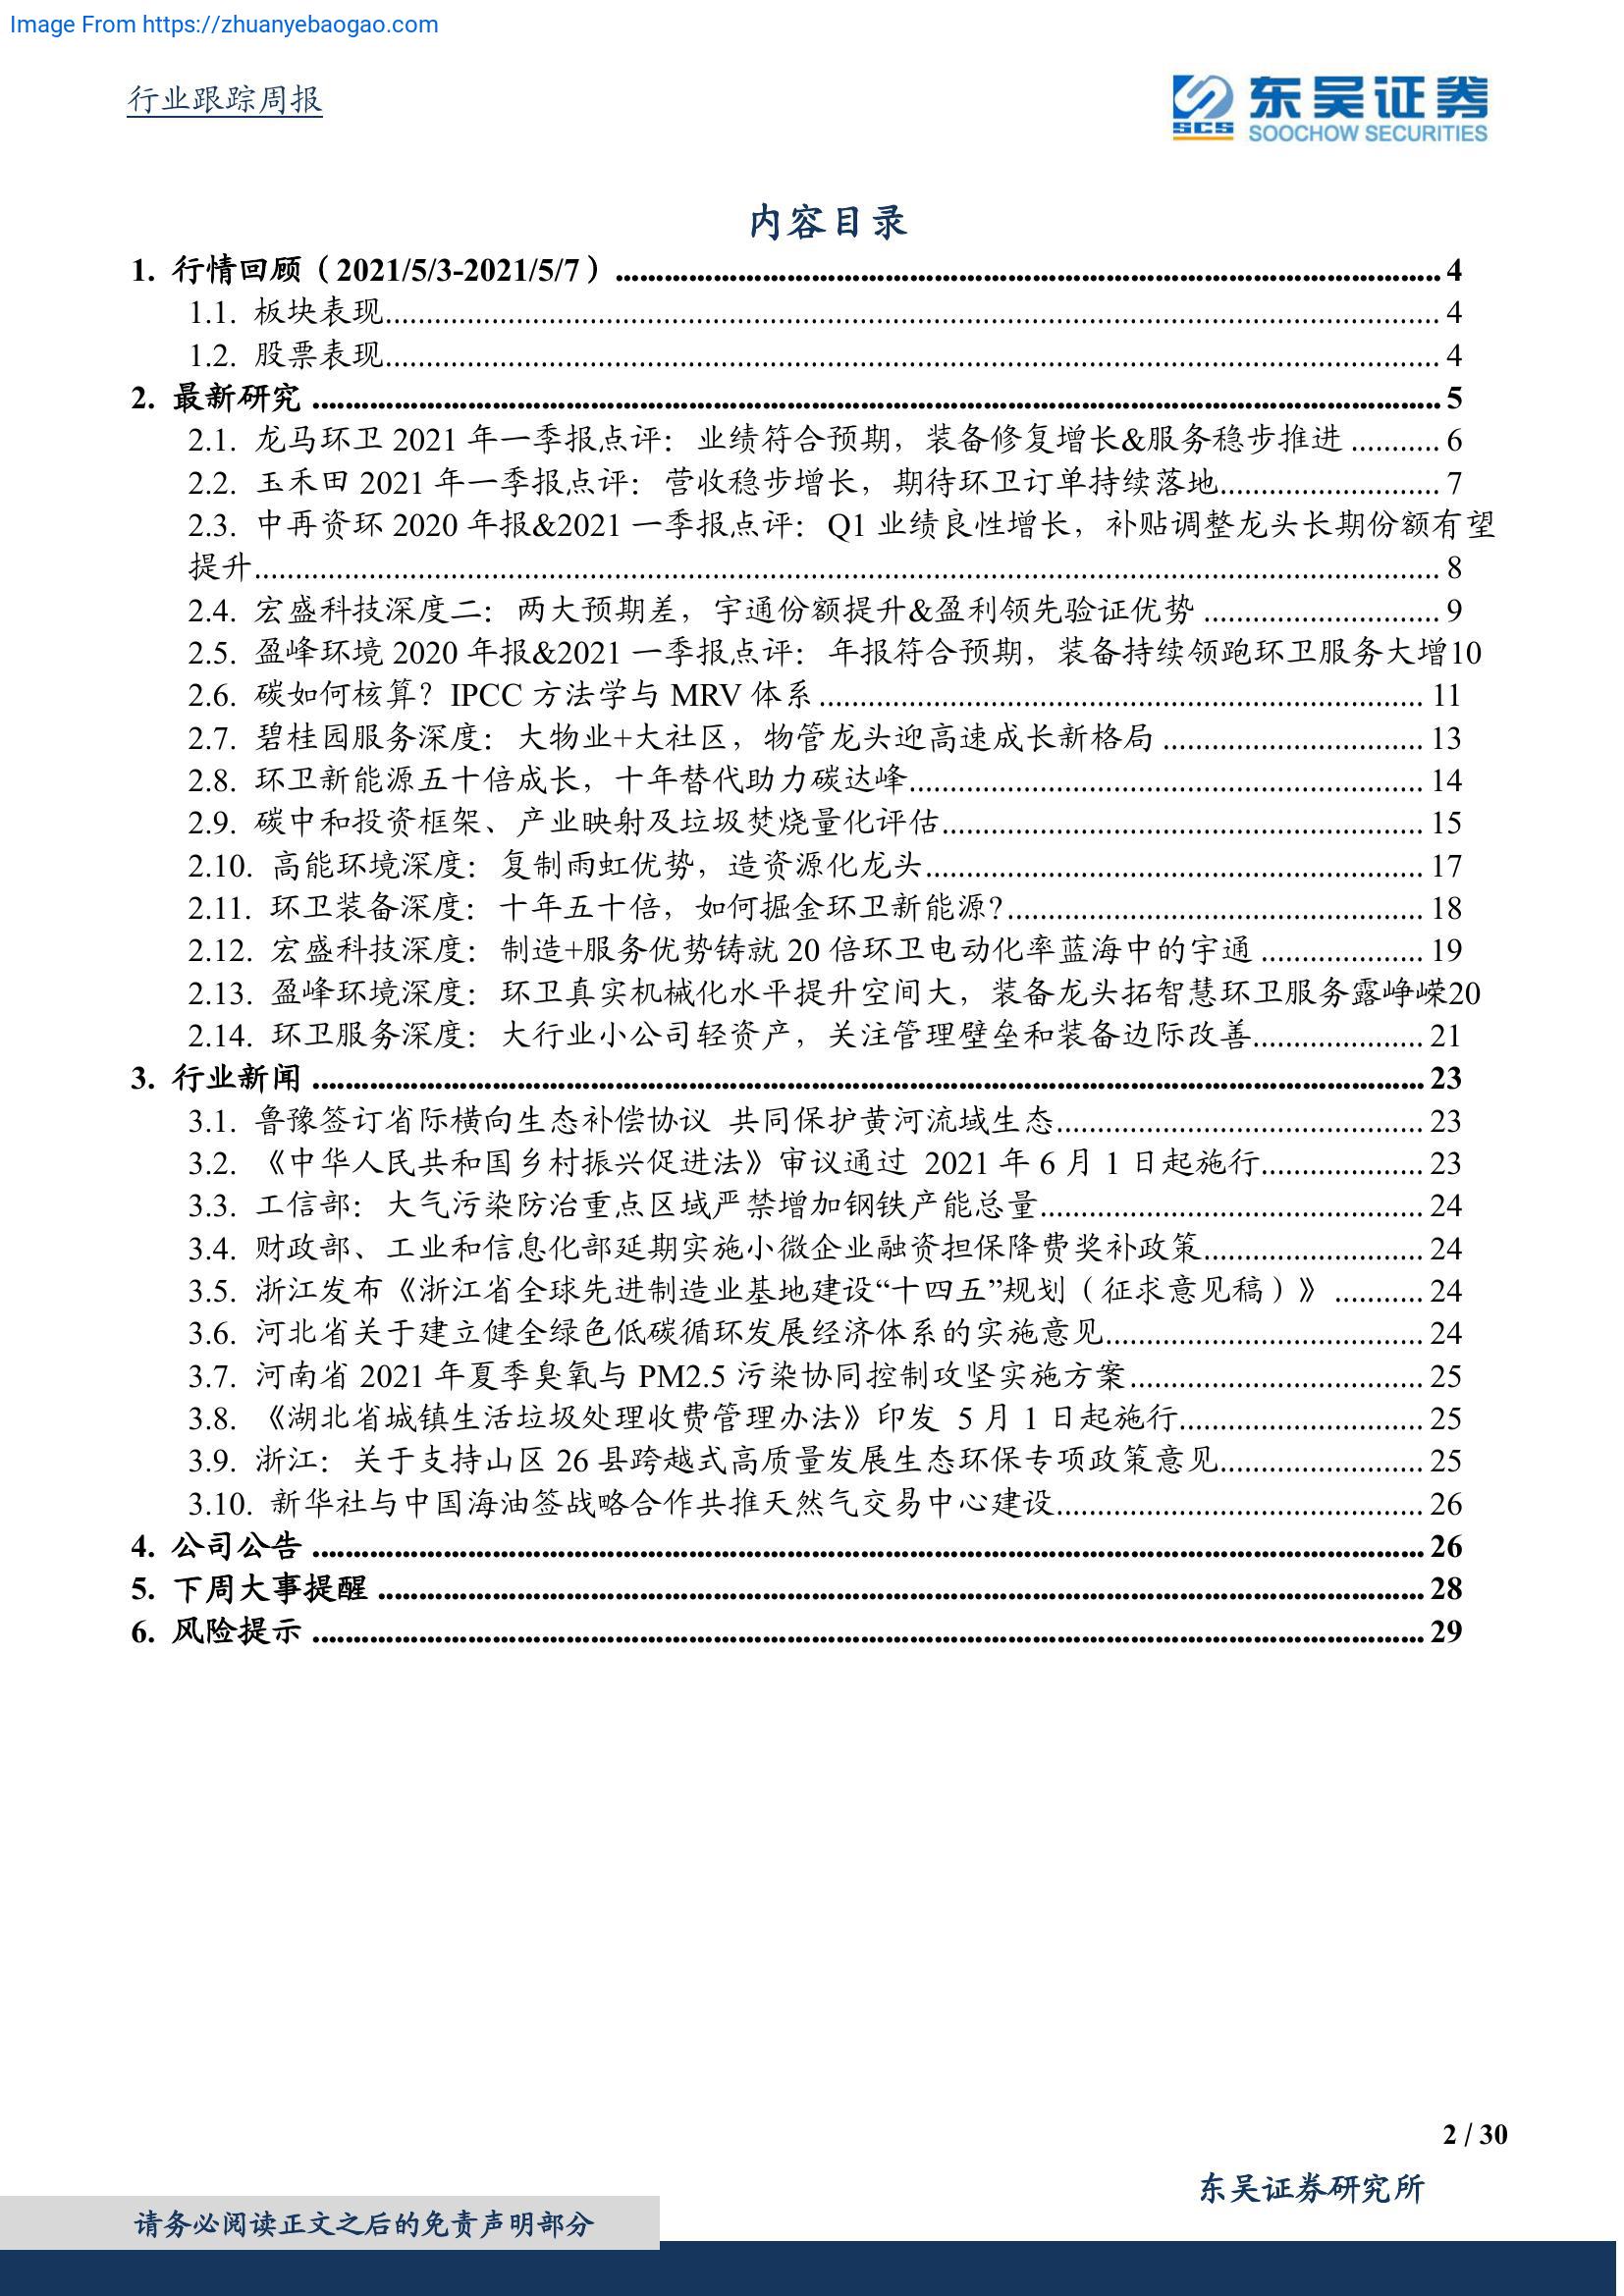 Image From https://zhuanyebaogao.com
行业跟踪周报
SCS
东吴证券
SOOCHOW SECURITIES
内容目录
1. 行情回顾（2021/5/3-2021/5/7） 4
1.1. 板块表现 4
1.2. 股票表现 4
2. 最新研究 5
2.1. 龙马环卫 2021 年一季报点评：业绩符合预期，装备修复增长&服务稳步推进 6
2.2. 玉禾田 2021 年一季报点评：营收稳步增长，期待环卫订单持续落地 7
2.3. 中再资环 2020 年报&2021 一季报点评：Q1 业绩良性增长，补贴调整龙头长期份额有望
提升 8
2.4. 宏盛科技深度二：两大预期差，宇通份额提升&盈利领先验证优势 9
2.5. 盈峰环境 2020 年报&2021 一季报点评：年报符合预期，装备持续领跑环卫服务大增10
2.6. 碳如何核算？IPCC 方法学与 MRV 体系 11
2.7. 碧桂园服务深度：大物业+大社区，物管龙头迎高速成长新格局 13
2.8. 环卫新能源五十倍成长，十年替代助力碳达峰 14
2.9. 碳中和投资框架、产业映射及垃圾焚烧量化评估 15
2.10. 高能环境深度：复制雨虹优势，造资源化龙头 17
2.11. 环卫装备深度：十年五十倍，如何掘金环卫新能源? 18
2.12. 宏盛科技深度：制造+服务优势铸就 20 倍环卫电动化率蓝海中的宇通 19
2.13. 盈峰环境深度：环卫真实机械化水平提升空间大，装备龙头拓智慧环卫服务露峥嵘20
2.14. 环卫服务深度：大行业小公司轻资产，关注管理壁垒和装备边际改善 21
3. 行业新闻 23
3.1. 鲁豫签订省际横向生态补偿协议 共同保护黄河流域生态 23
3.2. 《中华人民共和国乡村振兴促进法》审议通过 2021 年 6 月 1 日起施行 23
3.3. 工信部：大气污染防治重点区域严禁增加钢铁产能总量 24
3.4. 财政部、工业和信息化部延期实施小微企业融资担保降费奖补政策 24
3.5. 浙江发布《浙江省全球先进制造业基地建设“十四五”规划（征求意见稿）》 24
3.6. 河北省关于建立健全绿色低碳循环发展经济体系的实施意见 24
3.7. 河南省 2021 年夏季臭氧与 PM2.5 污染协同控制攻坚实施方案 25
3.8. 《湖北省城镇生活垃圾处理收费管理办法》印发 5 月 1 日起施行 25
3.9. 浙江：关于支持山区 26 县跨越式高质量发展生态环保专项政策意见 25
3.10. 新华社与中国海油签战略合作共推天然气交易中心建设 26
4. 公司公告 26
5. 下周大事提醒 28
6. 风险提示 29
2 / 30
东吴证券研究所
请务必阅读正文之后的免责声明部分